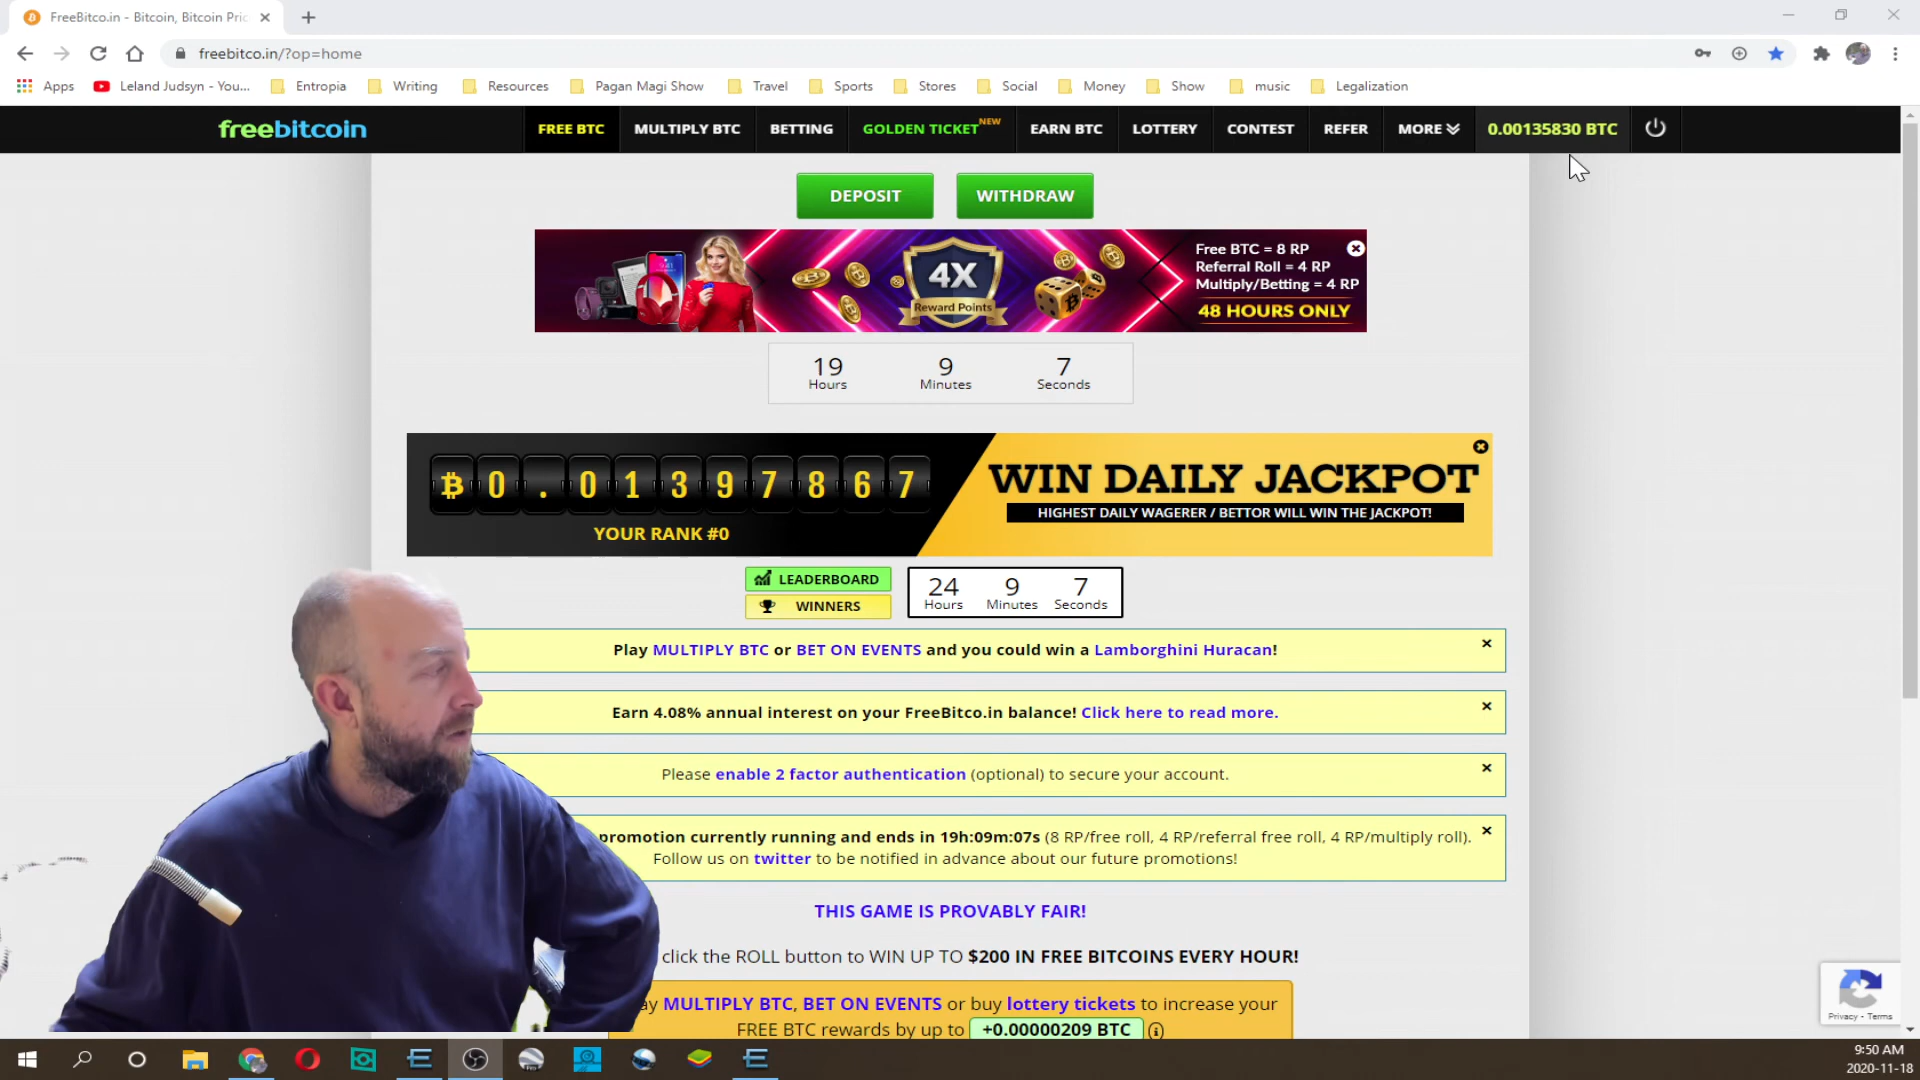 FreeBitco.in - Bitcoin, Bitcoin Pric
freebitco.in/?op=home
Apps Leland Judsyn - You... Entropia Writing Resources Pagan Magi Show Travel Sports Stores Social Money Show music Legalization
freebitcoin FREE BTC MULTIPLY BTC BETTING GOLDEN TICKET NEW EARN BTC LOTTERY CONTEST REFER MORE 0.00135830 BTC
DEPOSIT WITHDRAW
4X
Reward Points
Free BTC = 8 RP
Referral Roll = 4 RP
Multiply/Betting = 4 RP
48 HOURS ONLY
19 9 7
Hours Minutes Seconds
0.01397867
YOUR RANK #0
WIN DAILY JACKPOT
HIGHEST DAILY WAGERER / BETTOR WILL WIN THE JACKPOT!
LEADERBOARD
WINNERS
24 9 7
Hours Minutes Seconds
Play MULTIPLY BTC or BET ON EVENTS and you could win a Lamborghini Huracan!
Earn 4.08% annual interest on your FreeBitco.in balance! Click here to read more.
Please enable 2 factor authentication (optional) to secure your account.
promotion currently running and ends in 19h:09m:07s (8 RP/free roll, 4 RP/referral free roll, 4 RP/multiply roll).
Follow us on twitter to be notified in advance about our future promotions!
THIS GAME IS PROVABLY FAIR!
click the ROLL button to WIN UP TO $200 IN FREE BITCOINS EVERY HOUR!
MULTIPLY BTC, BET ON EVENTS or buy lottery tickets to increase your
FREE BTC rewards by up to +0.00000209 BTC
Privacy - Terms
9:50 AM
2020-11-18